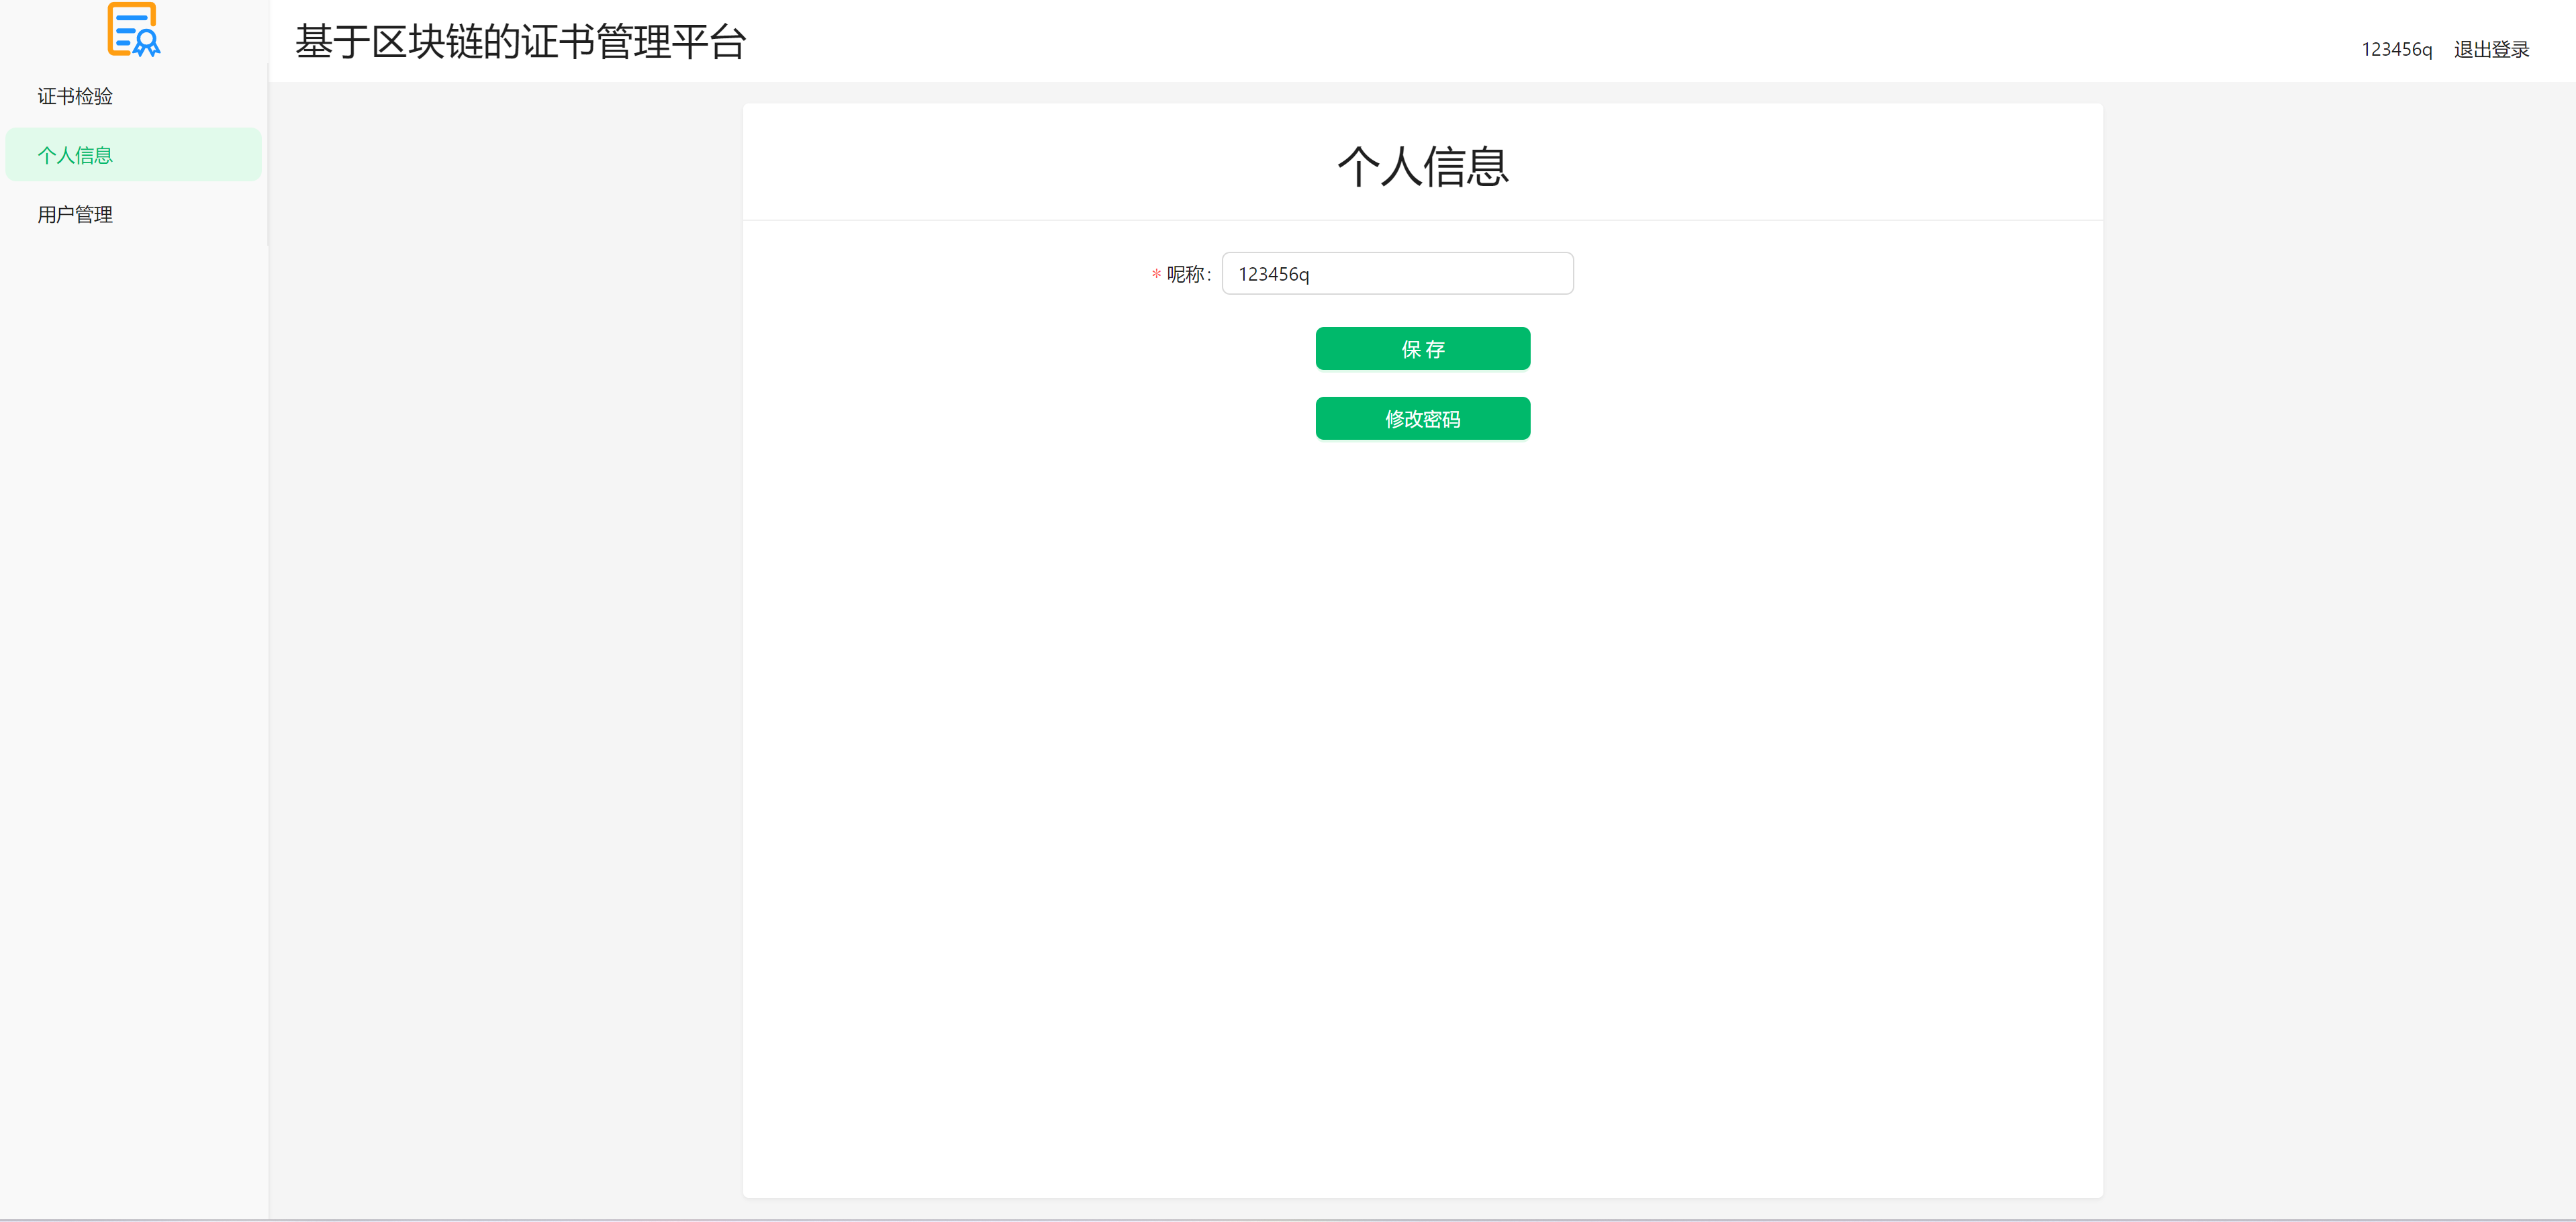 基于区块链的证书管理平台
123456q 退出登录
证书检验
个人信息
用户管理
个人信息
* 呢称: 123456q
保存
修改密码